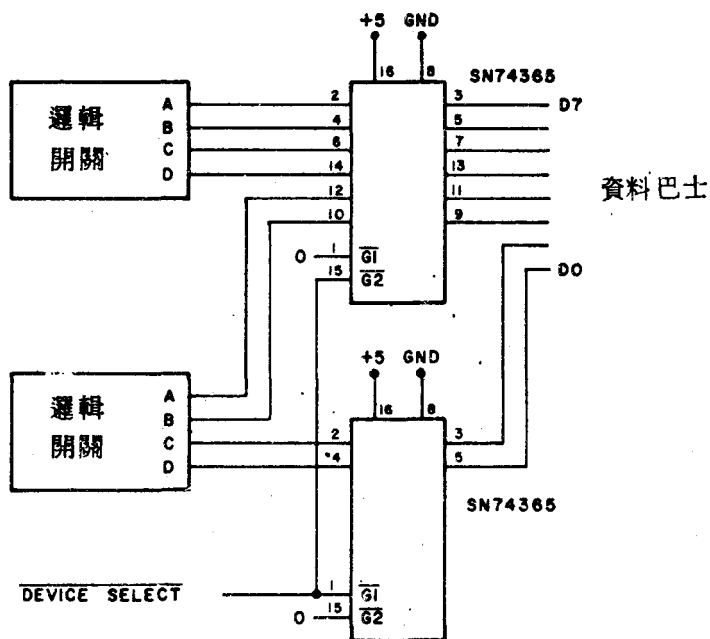 +5 GND
16 8 SN74365
邏輯
開關
A 2 3 D7
B 4 5
C 6 7
D 14 13
12 11
10 9
資料巴士
0 1 G1
15 G2
D0
+5 GND
16 8
邏輯
開關
A
B
C 2 3
D 4 5
SN74365
DEVICE SELECT 1 G1
0 15 G2